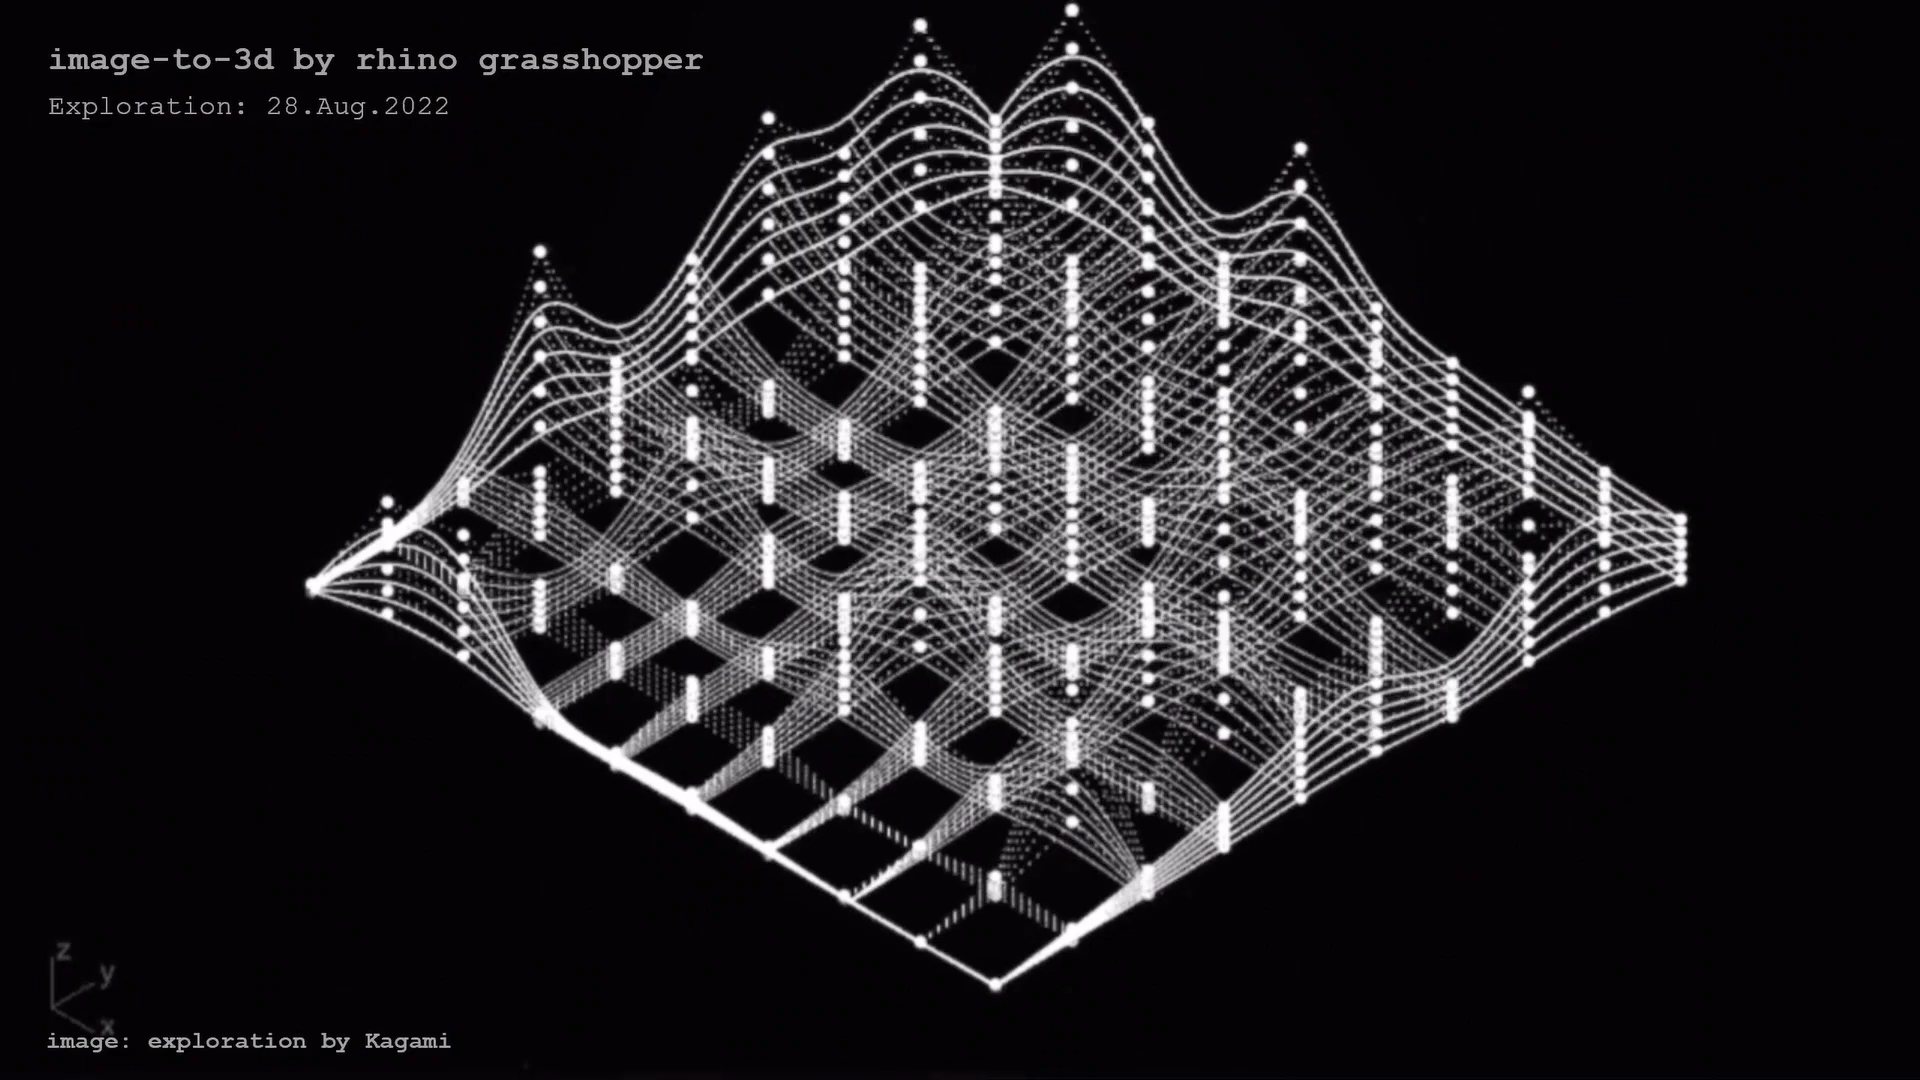 image-to-3d by rhino grasshopper
Exploration: 28.Aug.2022
z
y
x
image: exploration by Kagami